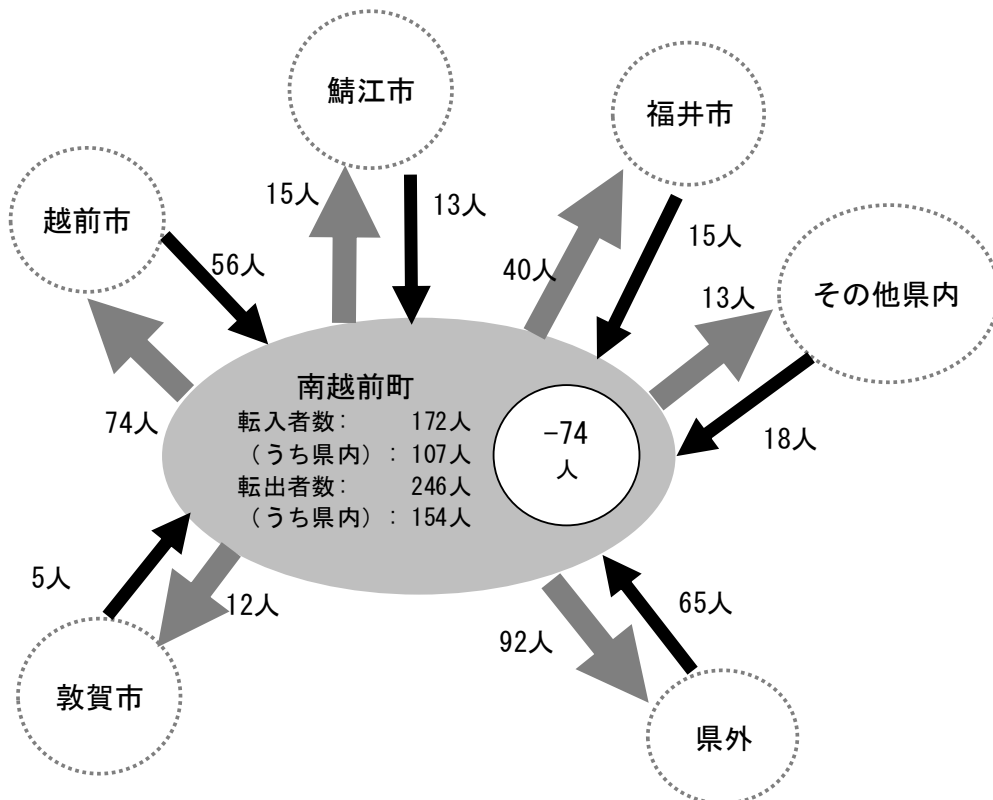 鯖江市
福井市
15人
13人
越前市
56人
15人
40人
その他県内
13人
74人
南越前町
転入者数： 172人
（うち県内）： 107人
転出者数： 246人
（うち県内）： 154人
−74
人
18人
5人
12人
92人
65人
敦賀市
県外